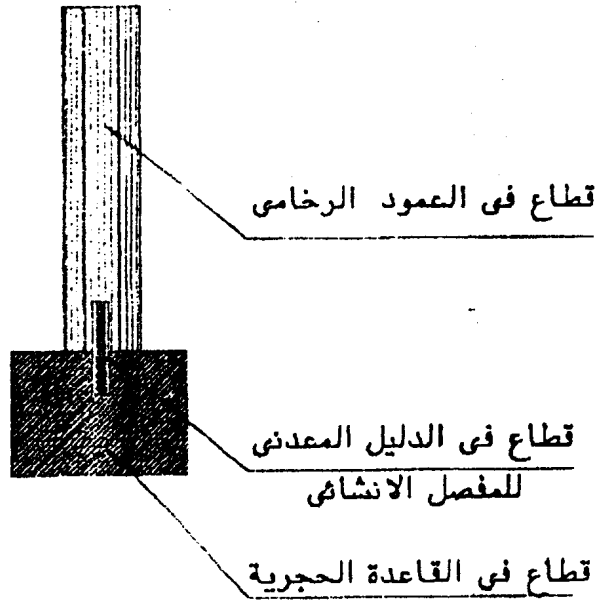 قطاع فى العمود الرخامى
قطاع فى الدليل المعدنى
للمفصل الانشائى
قطاع فى القاعدة الحجرية